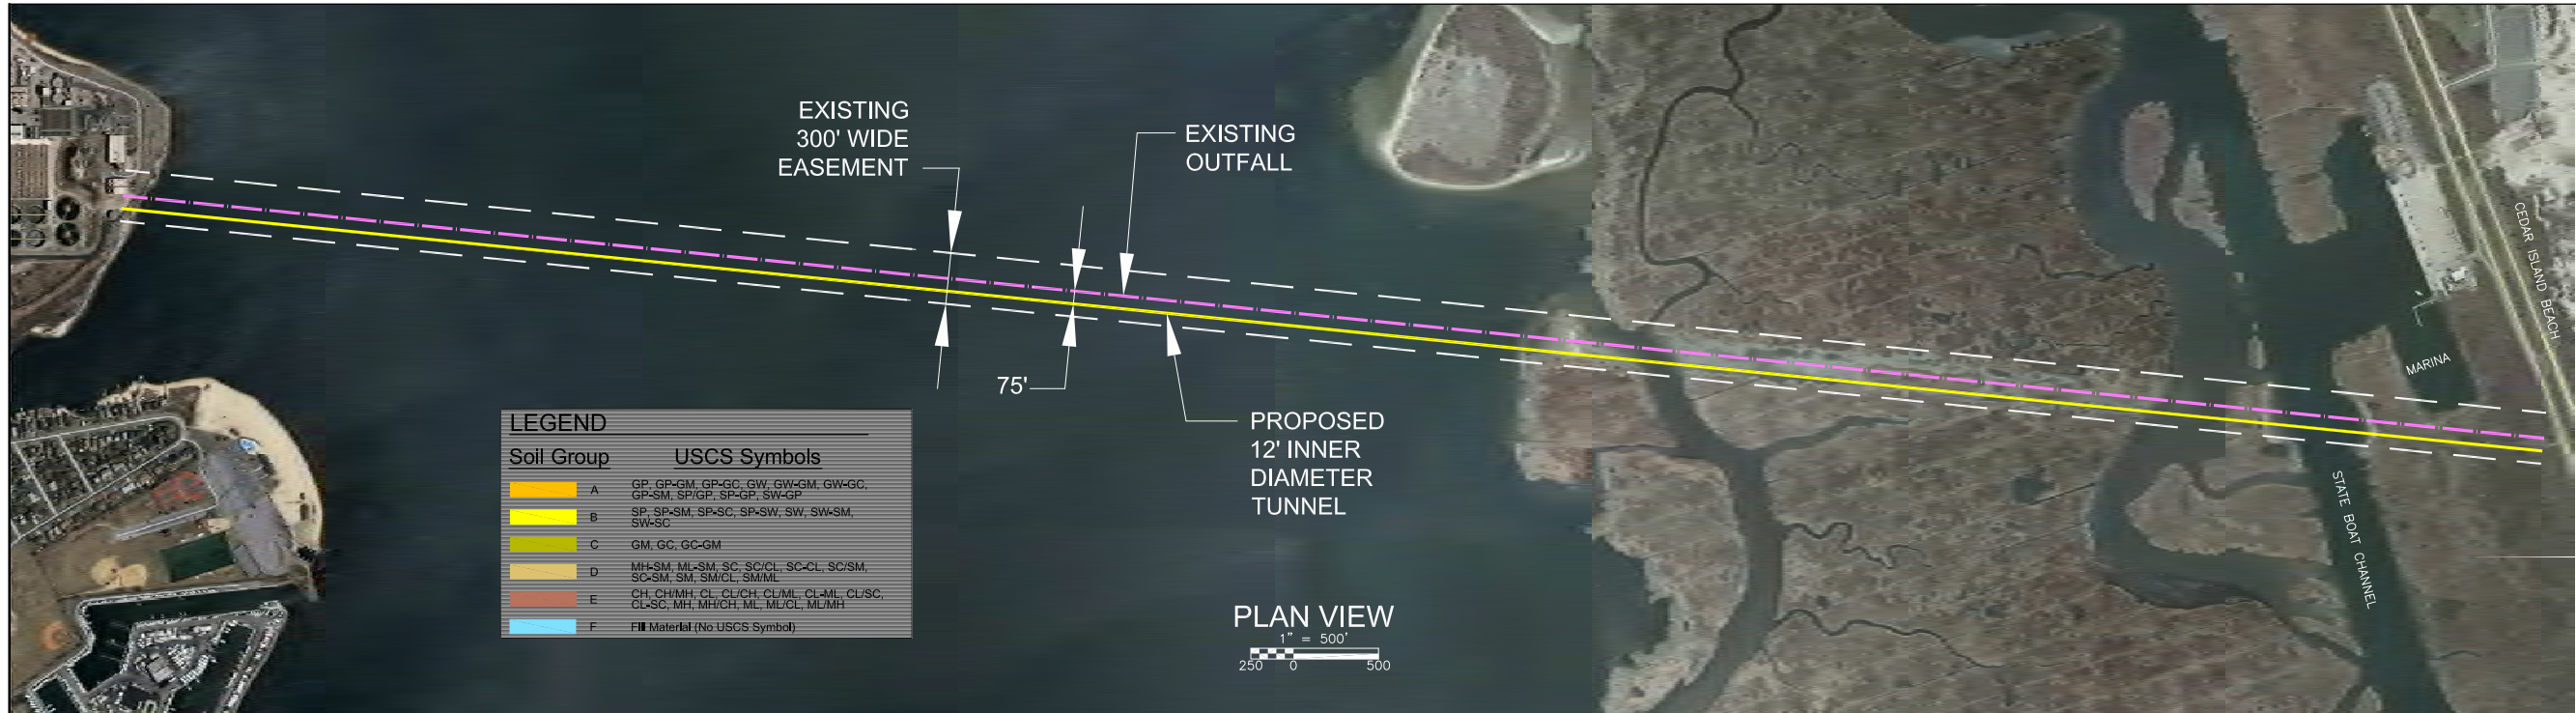 EXISTING
300' WIDE
EASEMENT
EXISTING
OUTFALL
75'
PROPOSED
12' INNER
DIAMETER
TUNNEL
CEDAR ISLAND BEACH
MARINA
STATE BOAT CHANNEL
LEGEND
Soil Group USCS Symbols
A GP, GP-GM, GP-GC, GW, GW-GM, GW-GC,
GP-SM, SP/GP, SP-GP, SW-GP
B SP, SP-SM, SP-SC, SP-SW, SW, SW-SM,
SW-SC
C GM, GC, GC-GM
D MH-SM, ML-SM, SC, SC/CL, SC-CL, SC/SM,
SC-SM, SM, SM/CL, SM/ML
E CH, CH/MH, CL, CL/CH, CL/ML, CL-ML, CL/SC,
CL-SC, MH, MH/CH, ML, ML/CL, ML/MH
F Fill Material (No USCS Symbol)
PLAN VIEW
1" = 500'
250 0 500